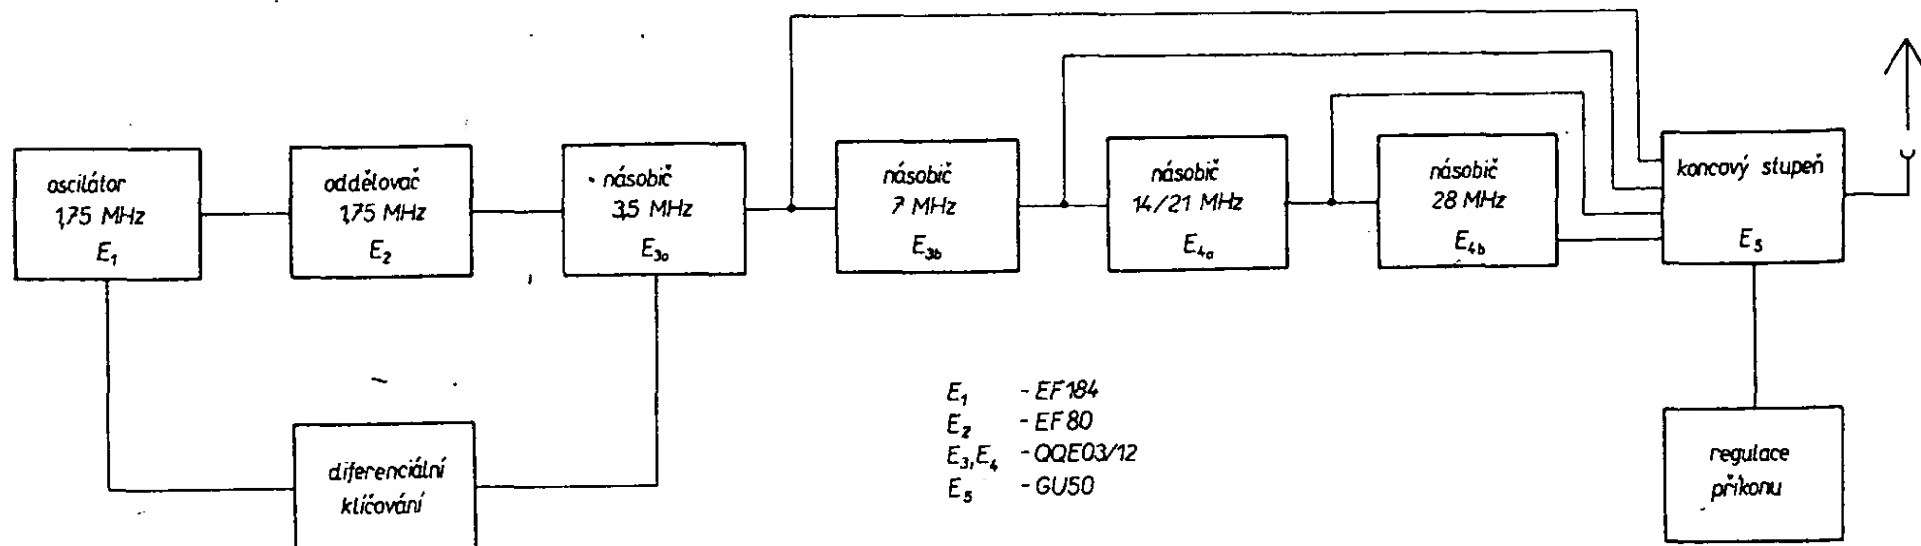 oscilátor
1,75 MHz
E1
oddělovač
1,75 MHz
E2
násobič
3,5 MHz
E3a
násobič
7 MHz
E3b
násobič
14/21 MHz
E4a
násobič
28 MHz
E4b
koncový stupeň
E5
diferenciální
klíčování
E1 - EF184
E2 - EF80
E3,E4 - QQE03/12
E5 - GU50
regulace
příkonu